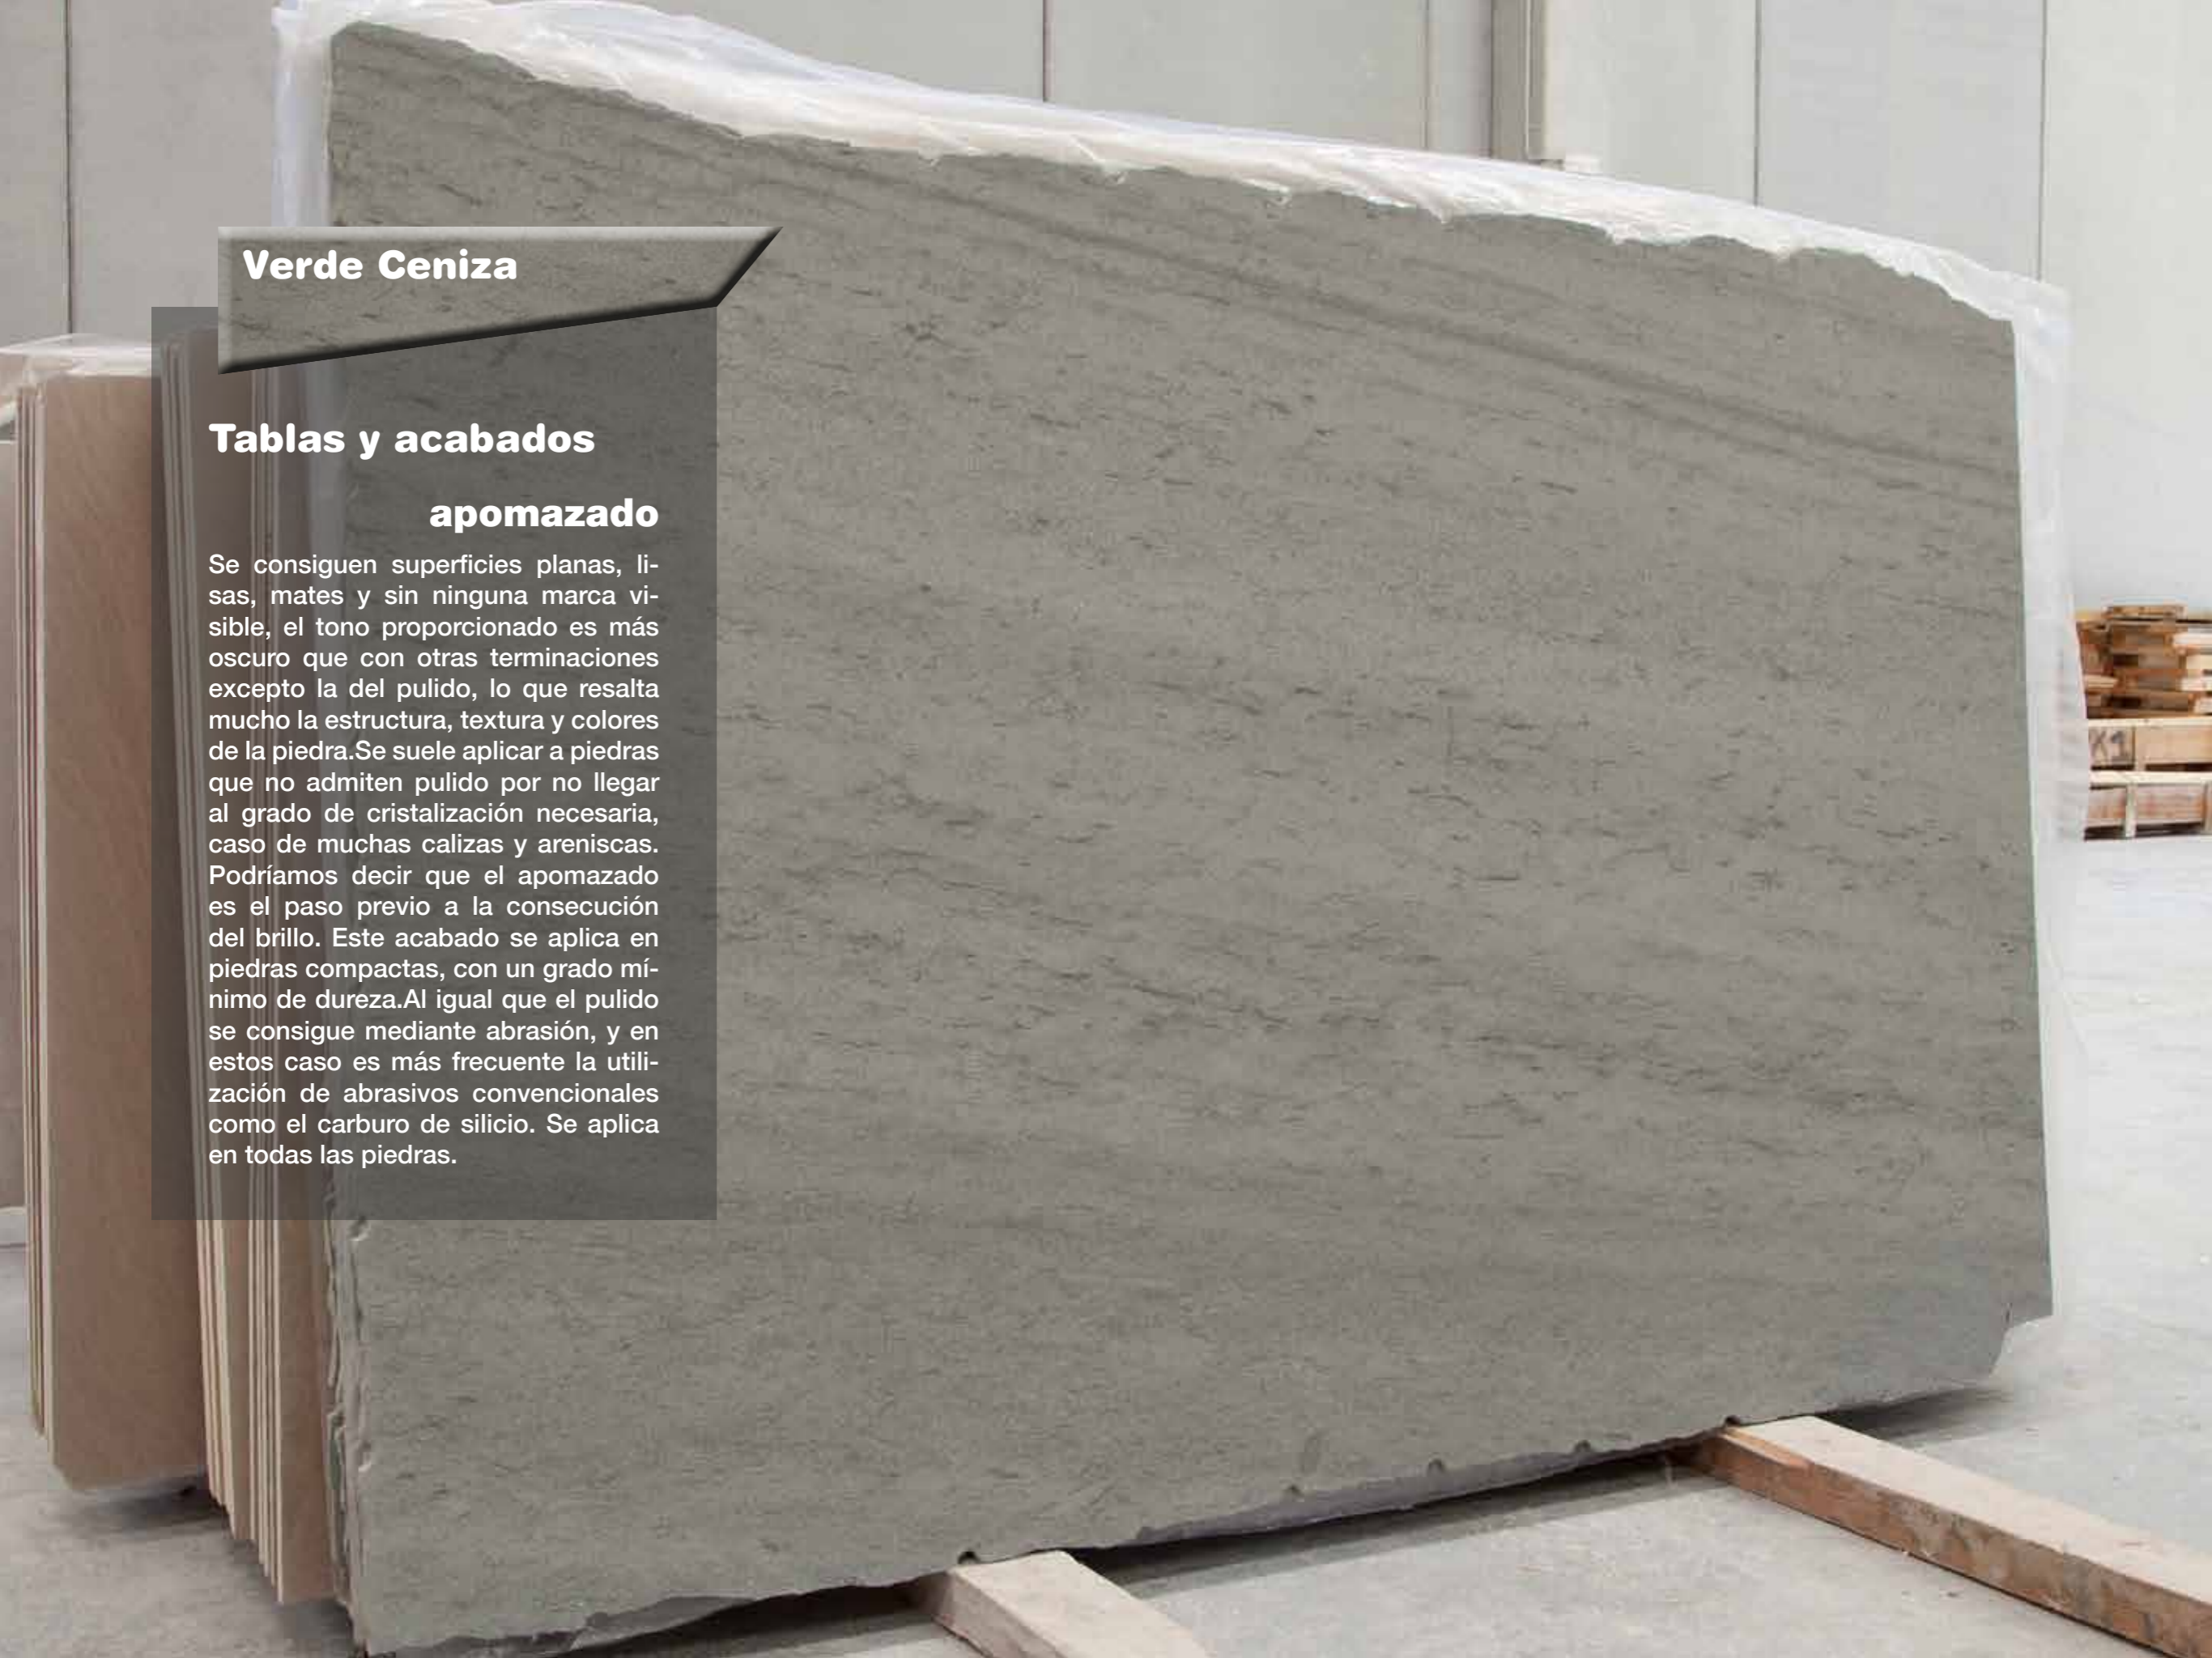 Verde Ceniza
Tablas y acabados
apomazado
Se consiguen superficies planas, li-
sas, mates y sin ninguna marca vi-
sible, el tono proporcionado es más
oscuro que con otras terminaciones
excepto la del pulido, lo que resalta
mucho la estructura, textura y colores
de la piedra.Se suele aplicar a piedras
que no admiten pulido por no llegar
al grado de cristalización necesaria,
caso de muchas calizas y areniscas.
Podríamos decir que el apomazado
es el paso previo a la consecución
del brillo. Este acabado se aplica en
piedras compactas, con un grado mí-
nimo de dureza.Al igual que el pulido
se consigue mediante abrasión, y en
estos caso es más frecuente la utili-
zación de abrasivos convencionales
como el carburo de silicio. Se aplica
en todas las piedras.